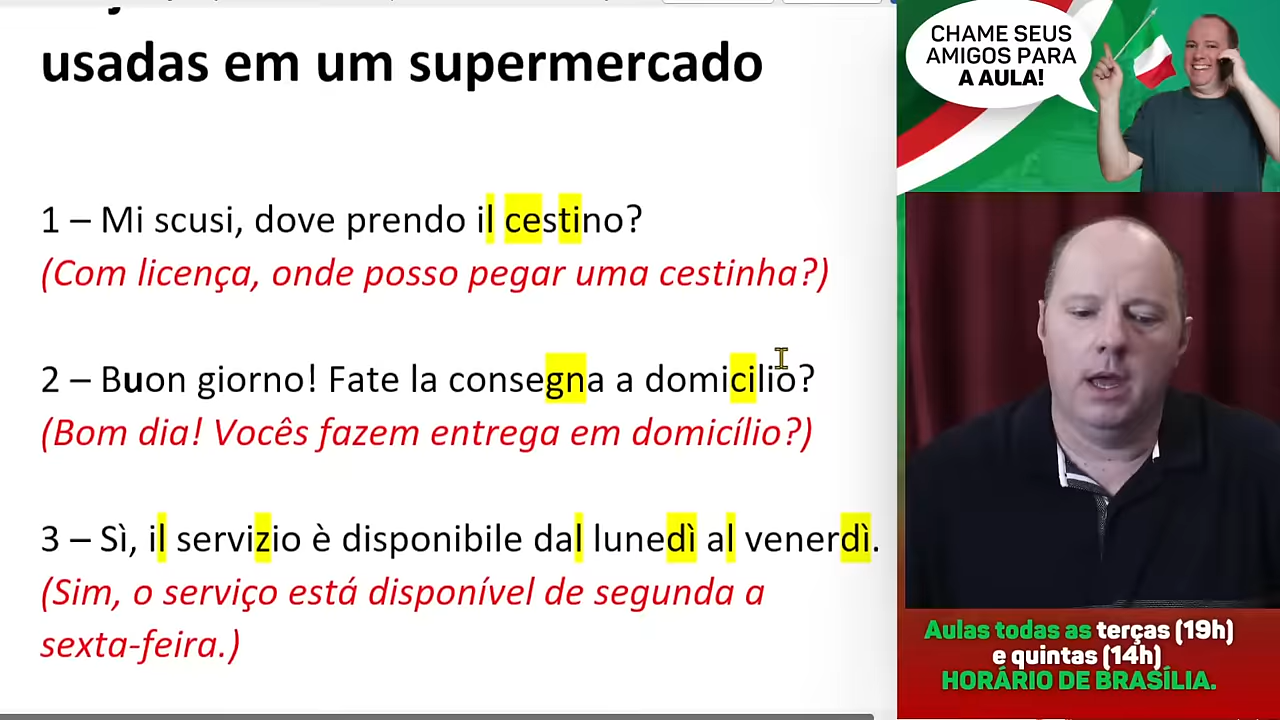 usadas em um supermercado
1 – Mi scusi, dove prendo il cestino?
(Com licença, onde posso pegar uma cestinha?)
2 – Buon giorno! Fate la consegna a domicilio?
(Bom dia! Vocês fazem entrega em domicílio?)
3 – Sì, il servizio è disponibile dal lunedì al venerdì.
(Sim, o serviço está disponível de segunda a
sexta-feira.)
CHAME SEUS
AMIGOS PARA
A AULA!
Aulas todas as terças (19h)
e quintas (14h)
HORÁRIO DE BRASÍLIA.